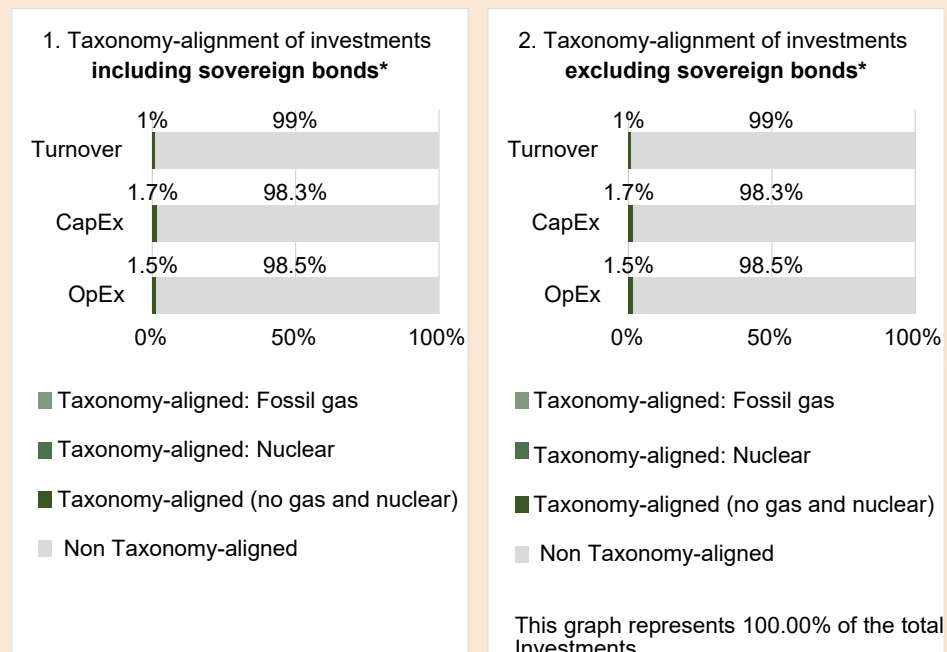 1. Taxonomy-alignment of investments
including sovereign bonds*
1% 99%
Turnover
1.7% 98.3%
CapEx
1.5% 98.5%
OpEx
0% 50% 100%
Taxonomy-aligned: Fossil gas
Taxonomy-aligned: Nuclear
Taxonomy-aligned (no gas and nuclear)
Non Taxonomy-aligned
2. Taxonomy-alignment of investments
excluding sovereign bonds*
1% 99%
Turnover
1.7% 98.3%
CapEx
1.5% 98.5%
OpEx
0% 50% 100%
Taxonomy-aligned: Fossil gas
Taxonomy-aligned: Nuclear
Taxonomy-aligned (no gas and nuclear)
Non Taxonomy-aligned
This graph represents 100.00% of the total
Investments